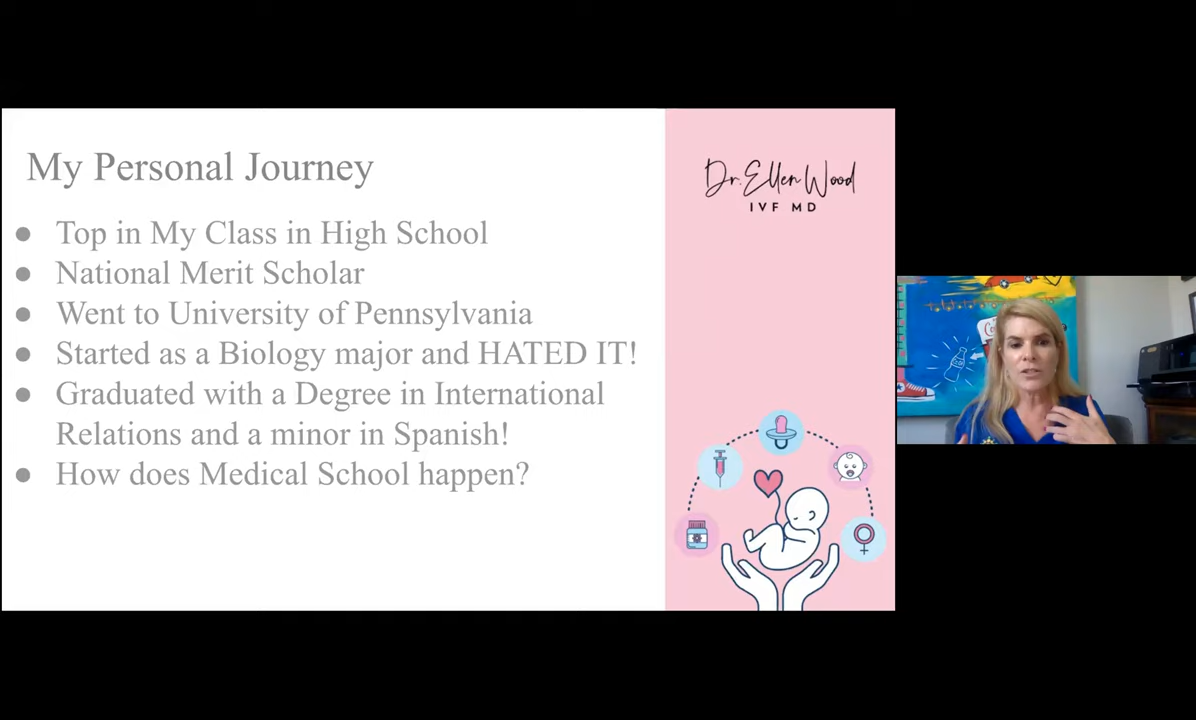 My Personal Journey
● Top in My Class in High School
● National Merit Scholar
● Went to University of Pennsylvania
● Started as a Biology major and HATED IT!
● Graduated with a Degree in International
Relations and a minor in Spanish!
● How does Medical School happen?
Dr. Ellen Wood
IVF MD